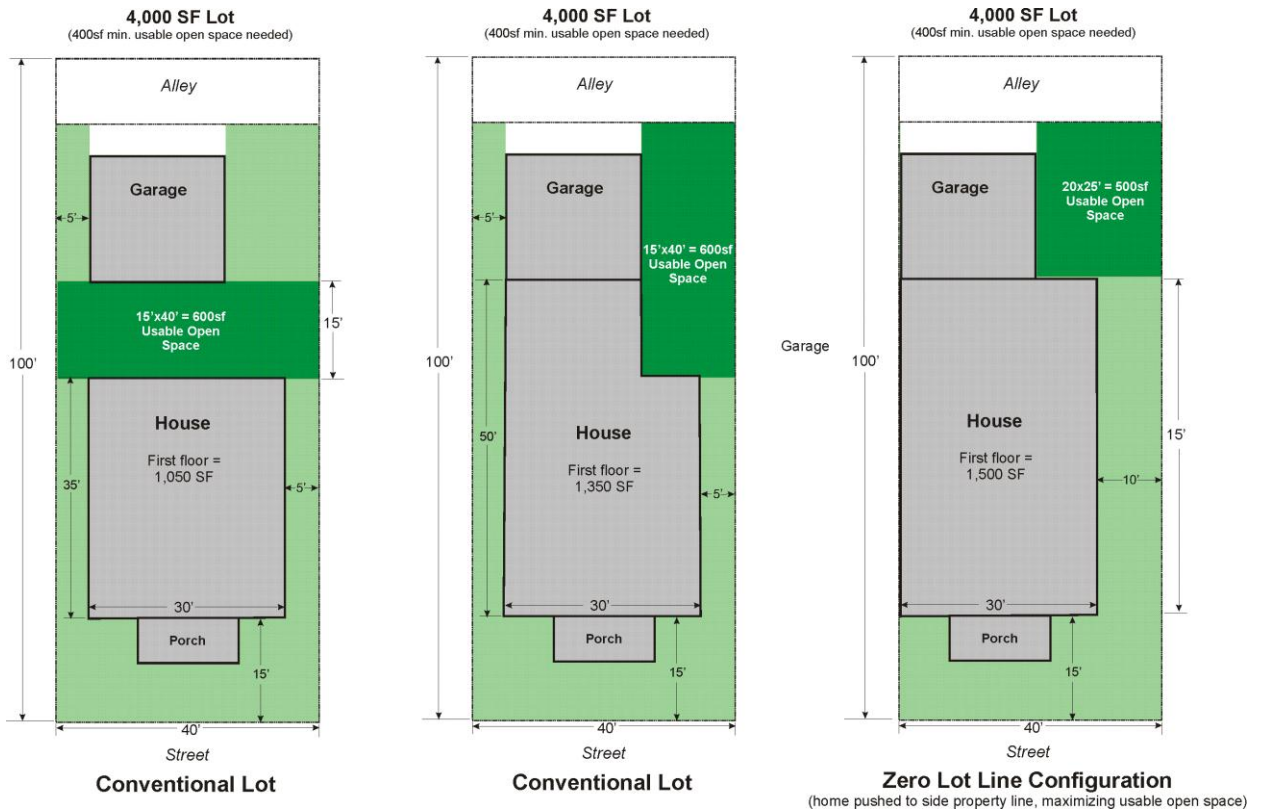 4,000 SF Lot
(400sf min. usable open space needed)
Alley
Garage
5'
15'x40' = 600sf
Usable Open
Space
15'
100'
House
First floor =
1,050 SF
35'
5'
30'
Porch
15'
40'
Street
Conventional Lot
4,000 SF Lot
(400sf min. usable open space needed)
Alley
Garage
5'
15'x40' = 600sf
Usable Open
Space
100'
50'
House
First floor =
1,350 SF
5'
30'
Porch
15'
40'
Street
Conventional Lot
4,000 SF Lot
(400sf min. usable open space needed)
Alley
Garage
20x25' = 500sf
Usable Open
Space
Garage
100'
House
First floor =
1,500 SF
15'
10'
30'
Porch
15'
40'
Street
Zero Lot Line Configuration
(home pushed to side property line, maximizing usable open space)